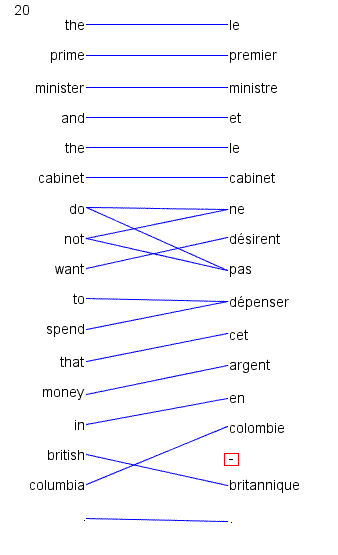 20
the le
prime premier
minister ministre
and et
the le
cabinet cabinet
do ne
not désirent
want pas
to dépenser
spend cet
that argent
money en
in colombie
british -
columbia britannique
. .